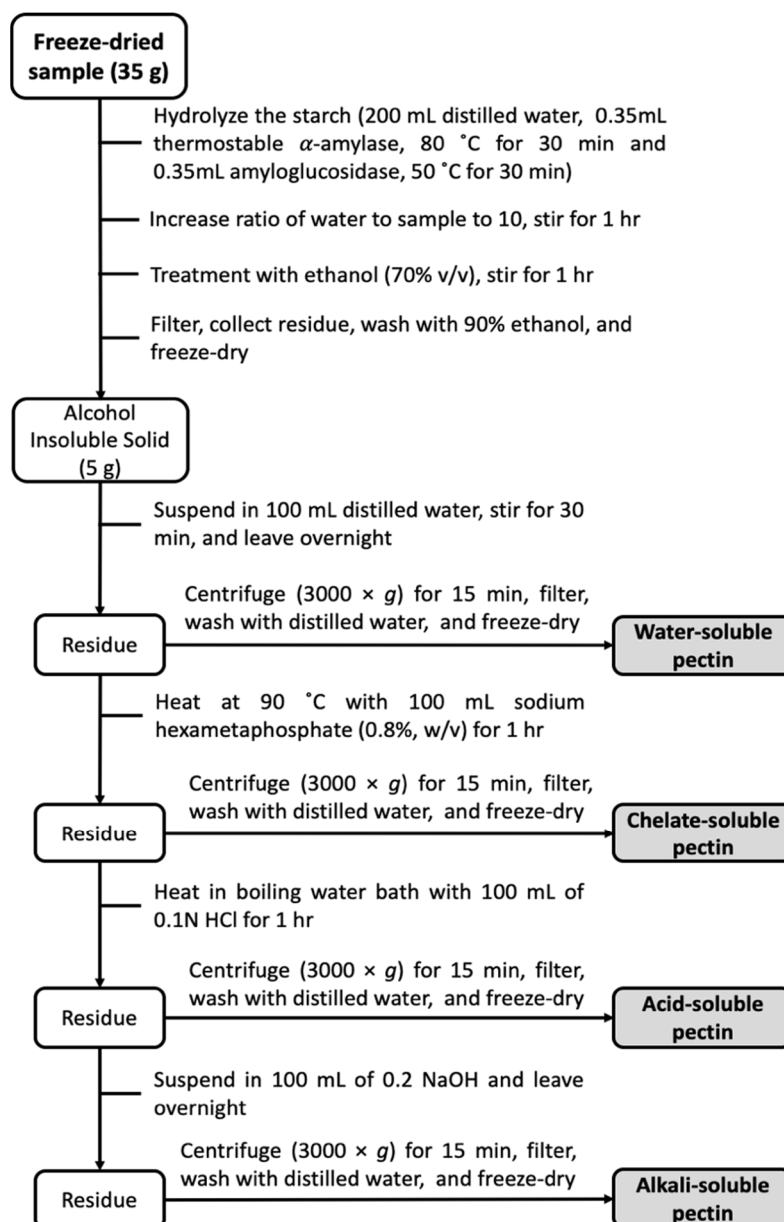 Freeze-dried
sample (35 g)
Hydrolyze the starch (200 mL distilled water, 0.35mL
thermostable α-amylase, 80 ˚C for 30 min and
0.35mL amyloglucosidase, 50 ˚C for 30 min)
Increase ratio of water to sample to 10, stir for 1 hr
Treatment with ethanol (70% v/v), stir for 1 hr
Filter, collect residue, wash with 90% ethanol, and
freeze-dry
Alcohol
Insoluble Solid
(5 g)
Suspend in 100 mL distilled water, stir for 30
min, and leave overnight
Centrifuge (3000 × g) for 15 min, filter,
wash with distilled water, and freeze-dry
Residue
Water-soluble
pectin
Heat at 90 ˚C with 100 mL sodium
hexametaphosphate (0.8%, w/v) for 1 hr
Centrifuge (3000 × g) for 15 min, filter,
wash with distilled water, and freeze-dry
Residue
Chelate-soluble
pectin
Heat in boiling water bath with 100 mL of
0.1N HCl for 1 hr
Centrifuge (3000 × g) for 15 min, filter,
wash with distilled water, and freeze-dry
Residue
Acid-soluble
pectin
Suspend in 100 mL of 0.2 NaOH and leave
overnight
Centrifuge (3000 × g) for 15 min, filter,
wash with distilled water, and freeze-dry
Residue
Alkali-soluble
pectin